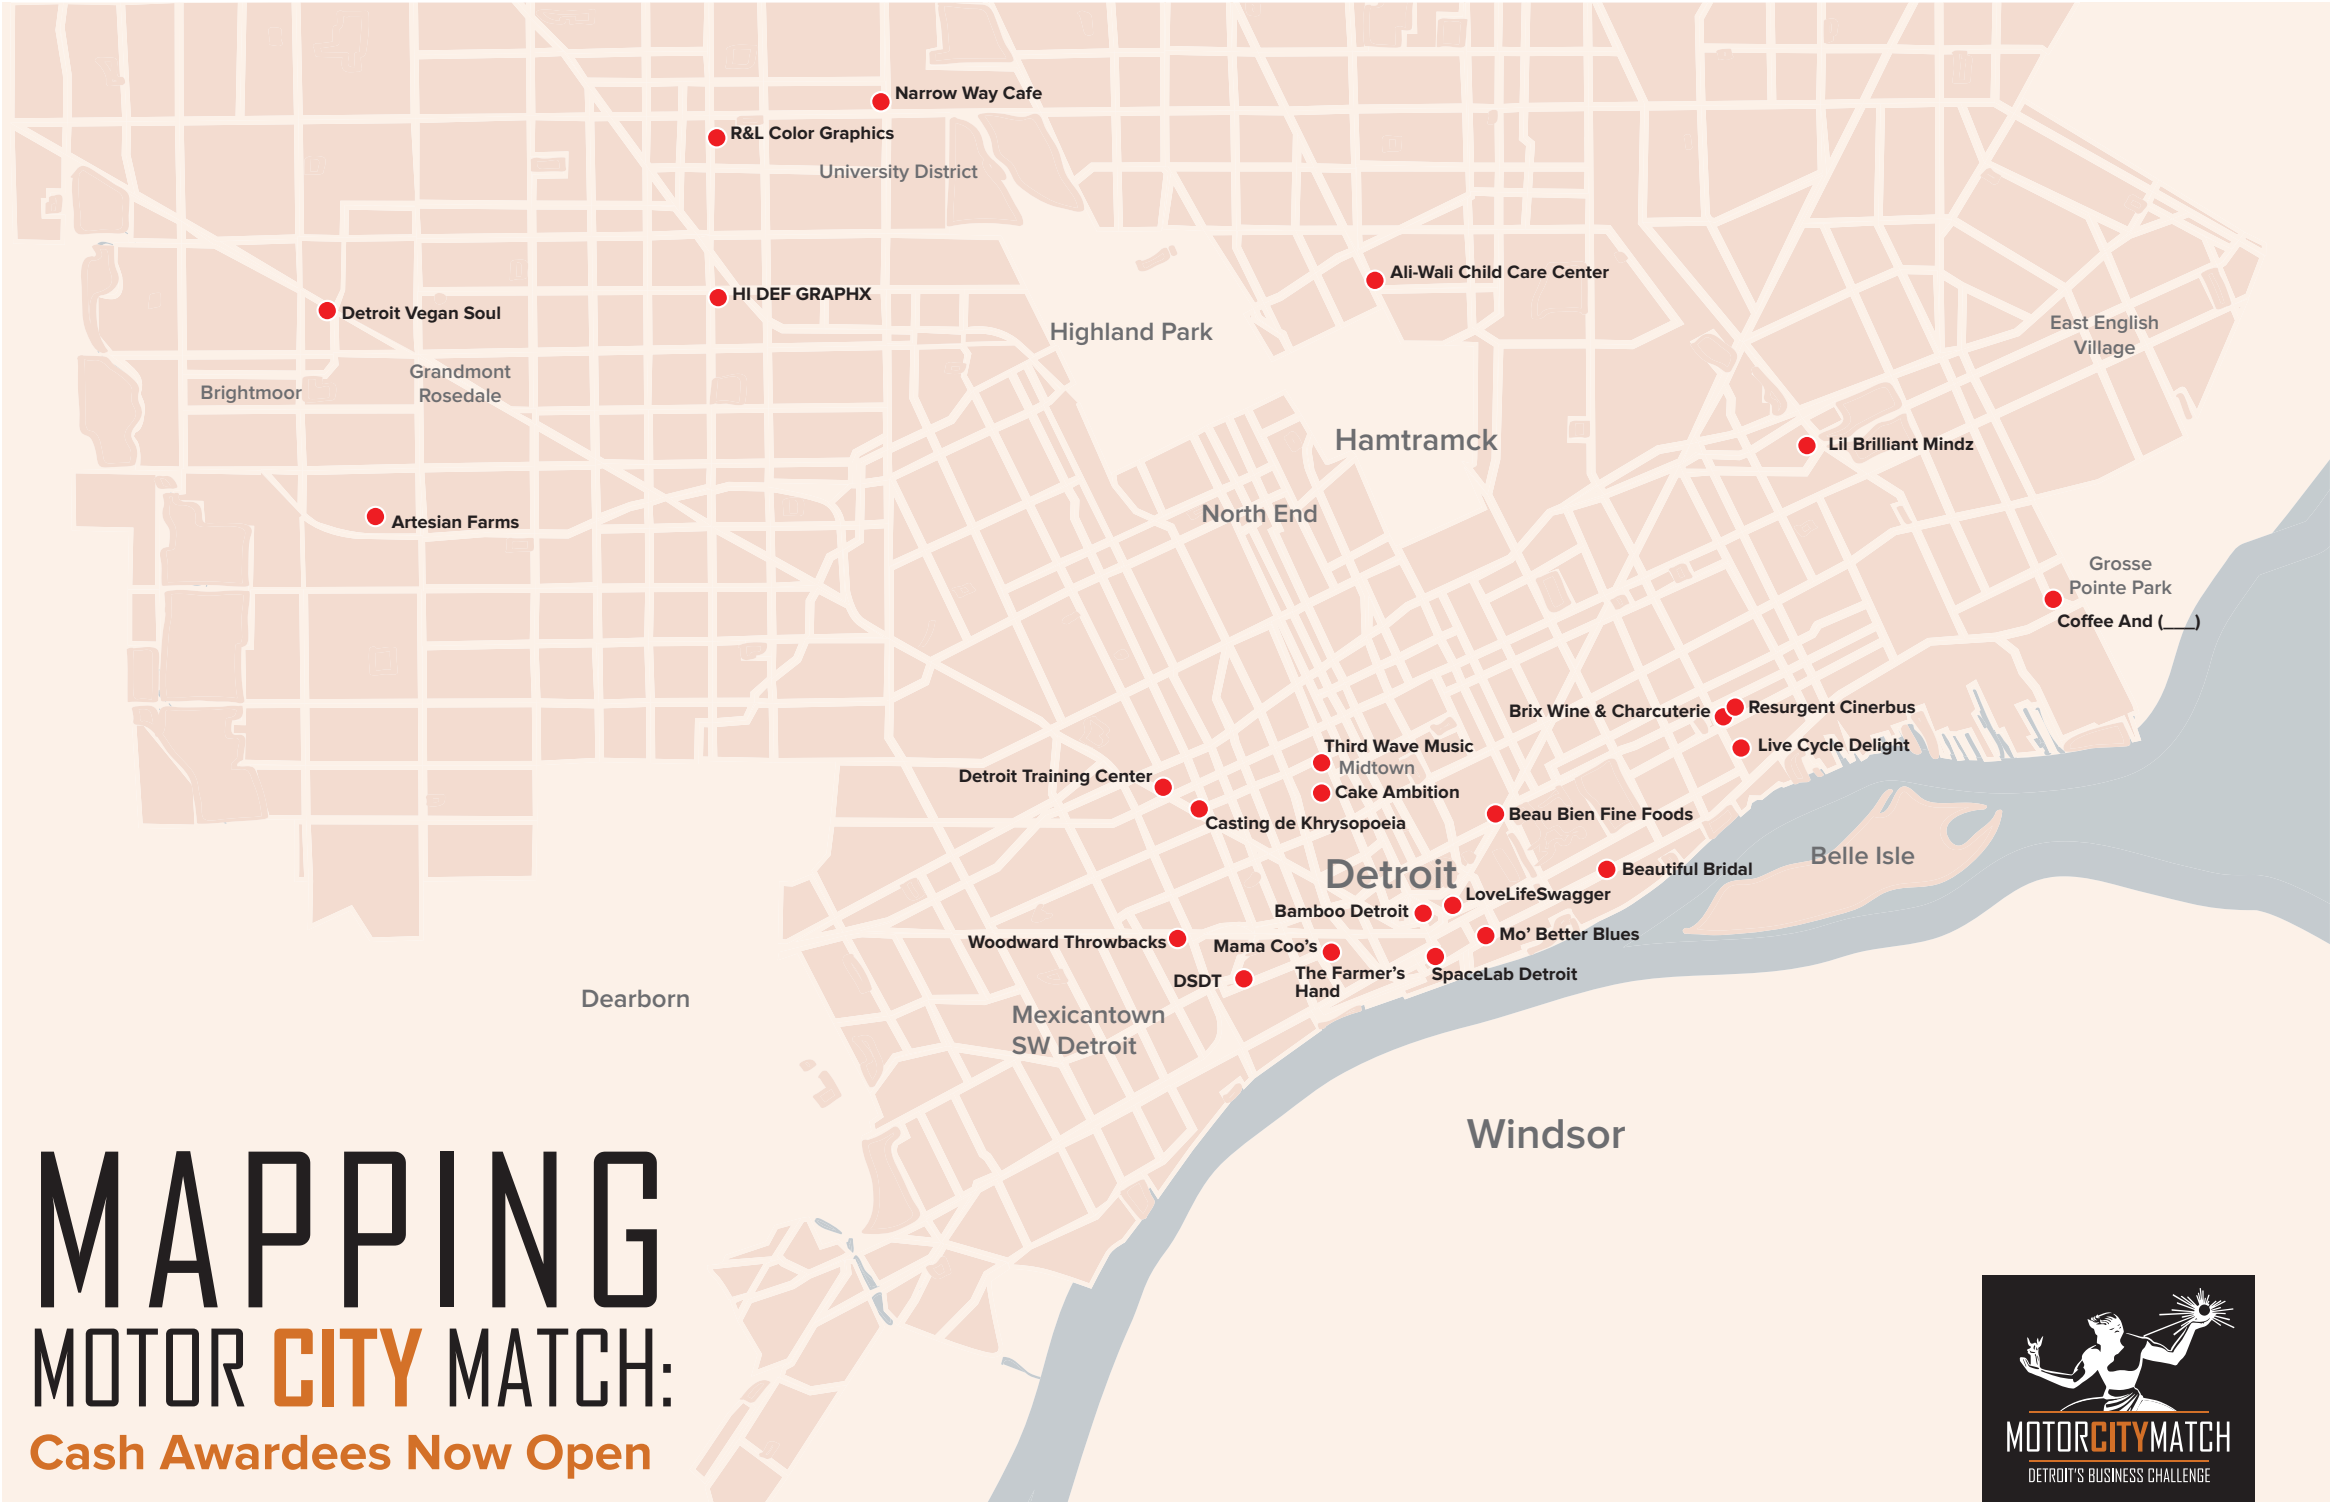 Narrow Way Cafe
R&L Color Graphics
University District
Ali-Wali Child Care Center
HI DEF GRAPHX
Detroit Vegan Soul
Highland Park
East English
Village
Grandmont
Rosedale
Brightmoor
Hamtramck
Lil Brilliant Mindz
North End
Artesian Farms
Grosse
Pointe Park
Coffee And (___)
Brix Wine & Charcuterie
Resurgent Cinerbus
Live Cycle Delight
Third Wave Music
Midtown
Detroit Training Center
Cake Ambition
Casting de Khrysopoeia
Beau Bien Fine Foods
Belle Isle
Detroit
Beautiful Bridal
LoveLifeSwagger
Bamboo Detroit
Woodward Throwbacks
Mama Coo's
Mo' Better Blues
DSDT
The Farmer's
Hand
SpaceLab Detroit
Dearborn
Mexicantown
SW Detroit
Windsor
MAPPING
MOTOR CITY MATCH:
Cash Awardees Now Open
MOTORCITYMATCH
DETROIT'S BUSINESS CHALLENGE